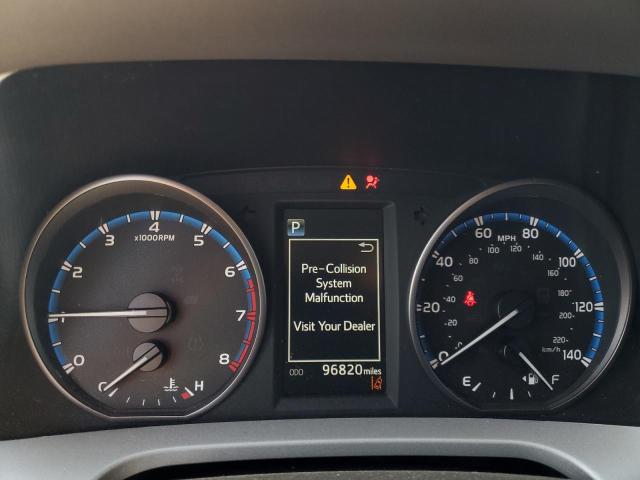 P
Pre-Collision
System
Malfunction
Visit Your Dealer
ODO 96820 miles
0 1 2 3 4 5 6 7 8
x1000RPM
C H
0 20 40 60 80 100 120 140
MPH
0 20 40 60 80 100 120 140 160 180 200 220
km/h
E F